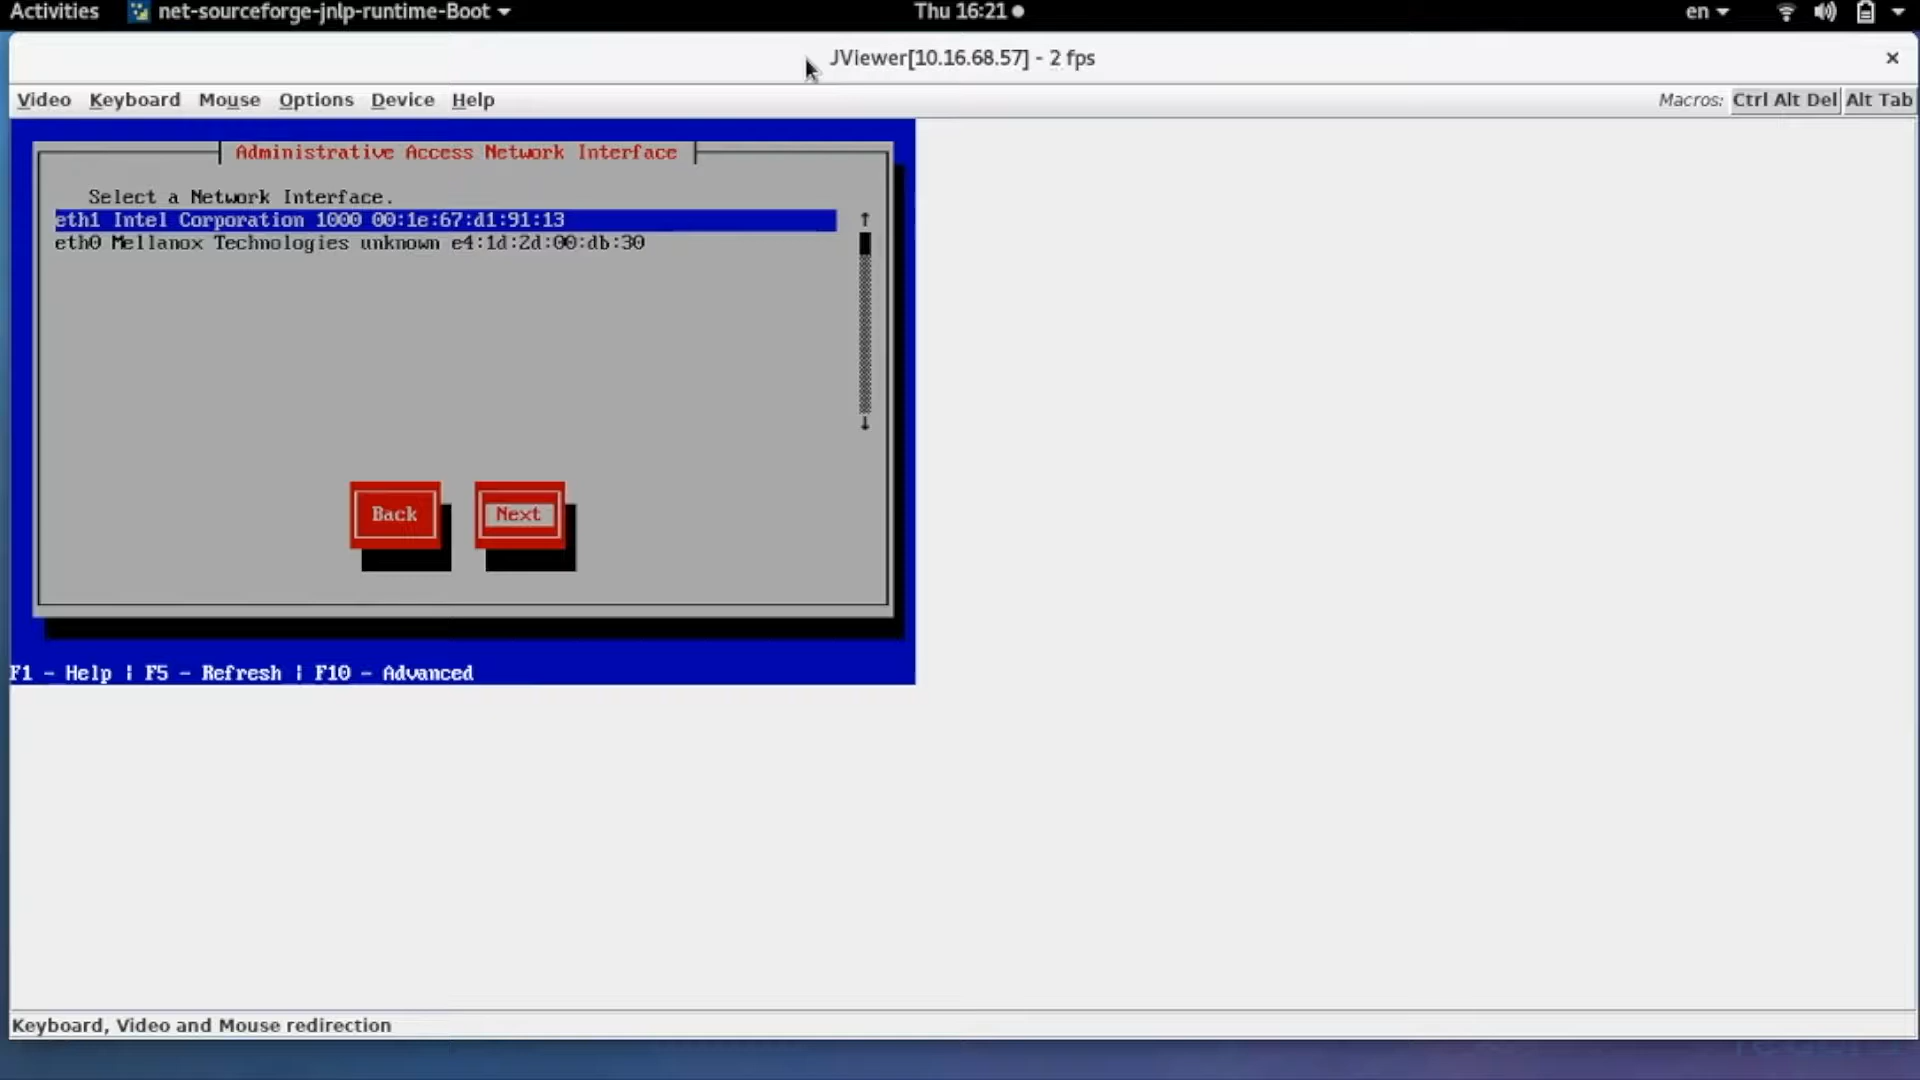 Activities net-sourceforge-jnlp-runtime-Boot Thu 16:21 en
JViewer[10.16.68.57] - 2 fps
Video Keyboard Mouse Options Device Help Macros: Ctrl Alt Del Alt Tab
Administrative Access Network Interface
Select a Network Interface.
eth1 Intel Corporation 1000 00:1e:67:d1:91:13
eth0 Mellanox Technologies unknown e4:1d:2d:00:db:30
Back Next
F1 - Help | F5 - Refresh | F10 - Advanced
Keyboard, Video and Mouse redirection